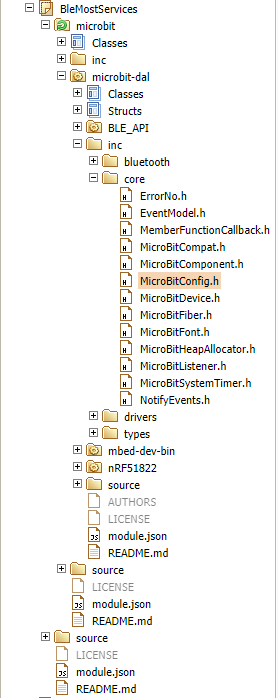 BleMostServices
microbit
Classes
inc
microbit-dal
Classes
Structs
BLE_API
inc
bluetooth
core
ErrorNo.h
EventModel.h
MemberFunctionCallback.h
MicroBitCompat.h
MicroBitComponent.h
MicroBitConfig.h
MicroBitDevice.h
MicroBitFiber.h
MicroBitFont.h
MicroBitHeapAllocator.h
MicroBitListener.h
MicroBitSystemTimer.h
NotifyEvents.h
drivers
types
mbed-dev-bin
nRF51822
source
AUTHORS
LICENSE
module.json
README.md
source
LICENSE
module.json
README.md
source
LICENSE
module.json
README.md